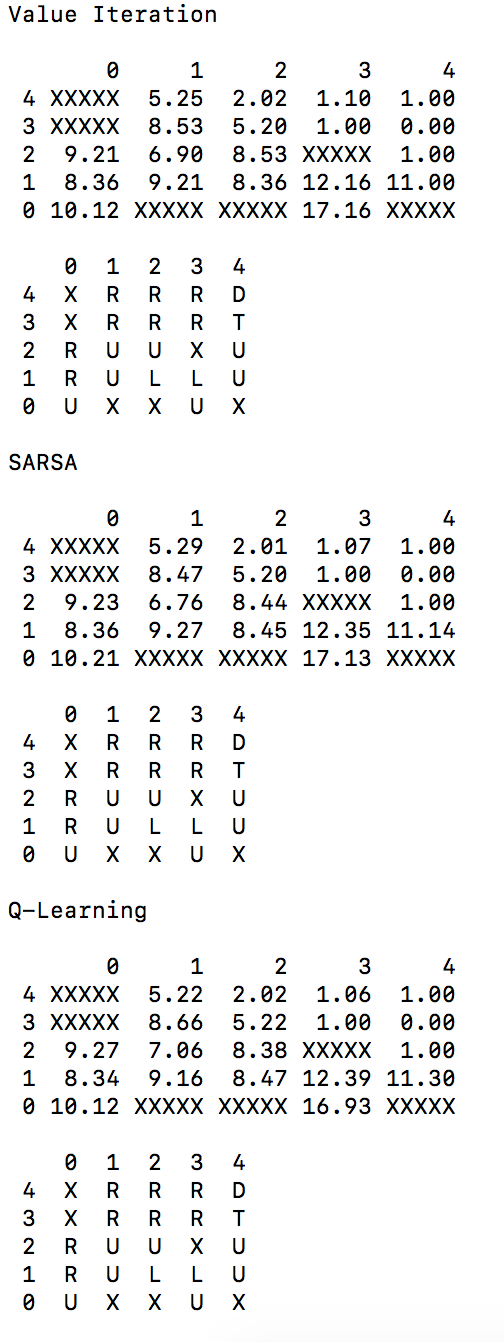 Value Iteration
0 1 2 3 4
4 XXXXX 5.25 2.02 1.10 1.00
3 XXXXX 8.53 5.20 1.00 0.00
2 9.21 6.90 8.53 XXXXX 1.00
1 8.36 9.21 8.36 12.16 11.00
0 10.12 XXXXX XXXXX 17.16 XXXXX
0 1 2 3 4
4 X R R R D
3 X R R R T
2 R U U X U
1 R U L L U
0 U X X U X
SARSA
0 1 2 3 4
4 XXXXX 5.29 2.01 1.07 1.00
3 XXXXX 8.47 5.20 1.00 0.00
2 9.23 6.76 8.44 XXXXX 1.00
1 8.36 9.27 8.45 12.35 11.14
0 10.21 XXXXX XXXXX 17.13 XXXXX
0 1 2 3 4
4 X R R R D
3 X R R R T
2 R U U X U
1 R U L L U
0 U X X U X
Q-Learning
0 1 2 3 4
4 XXXXX 5.22 2.02 1.06 1.00
3 XXXXX 8.66 5.22 1.00 0.00
2 9.27 7.06 8.38 XXXXX 1.00
1 8.34 9.16 8.47 12.39 11.30
0 10.12 XXXXX XXXXX 16.93 XXXXX
0 1 2 3 4
4 X R R R D
3 X R R R T
2 R U U X U
1 R U L L U
0 U X X U X